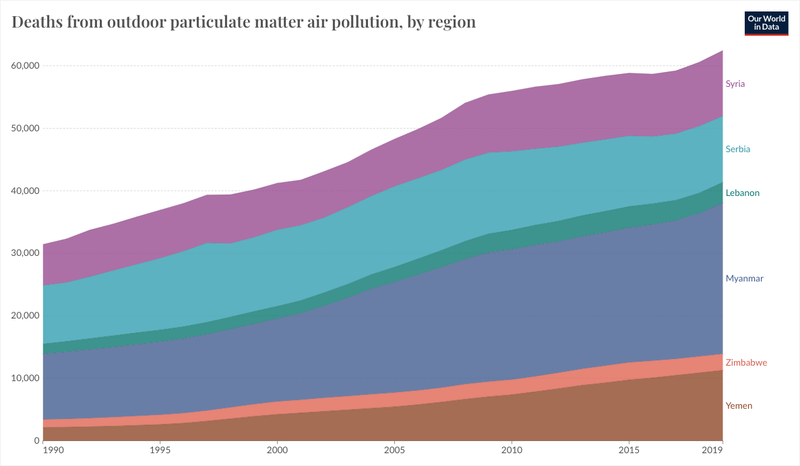 Deaths from outdoor particulate matter air pollution, by region
Our World
in Data
60,000
50,000
40,000
30,000
20,000
10,000
0
Syria
Serbia
Lebanon
Myanmar
Zimbabwe
Yemen
1990
1995
2000
2005
2010
2015
2019